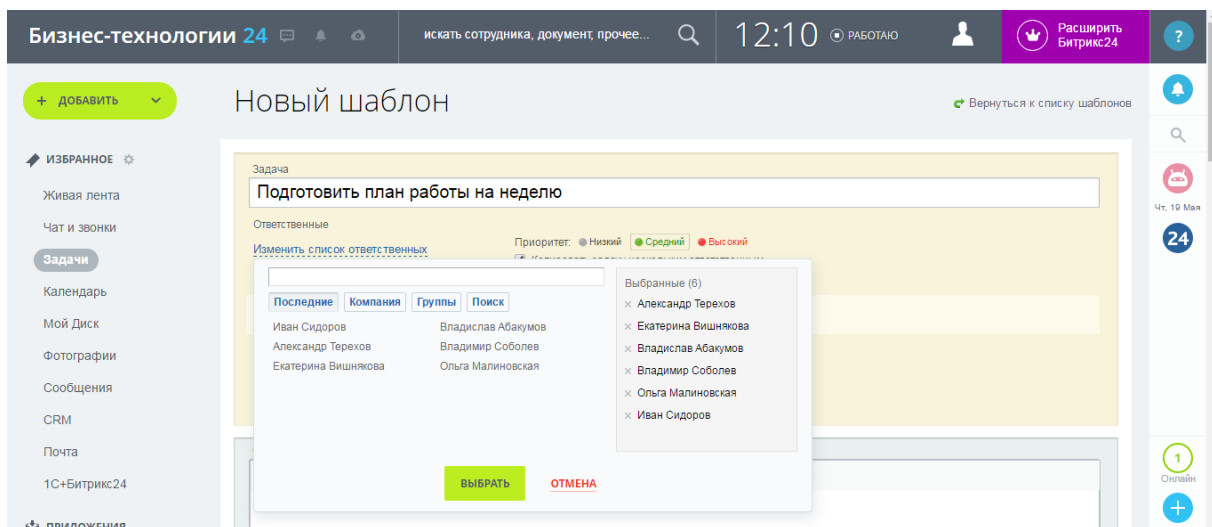 Бизнес-технологии 24
искать сотрудника, документ, прочее...
12:10 РАБОТАЮ
Расширить
Битрикс24
?
+ ДОБАВИТЬ
Новый шаблон
Вернуться к списку шаблонов
ИЗБРАННОЕ
Живая лента
Чат и звонки
Задачи
Календарь
Мой Диск
Фотографии
Сообщения
CRM
Почта
1С+Битрикс24
ПРИЛОЖЕНИЯ
Задача
Подготовить план работы на неделю
Ответственные
Изменить список ответственных
Приоритет: Низкий Средний Высокий
Копировать задачу нескольким ответственным
Последние Компания Группы Поиск
Иван Сидоров Владислав Абакумов
Александр Терехов Владимир Соболев
Екатерина Вишнякова Ольга Малиновская
Выбранные (6)
Александр Терехов
Екатерина Вишнякова
Владислав Абакумов
Владимир Соболев
Ольга Малиновская
Иван Сидоров
ВЫБРАТЬ ОТМЕНА
Чт, 19 Мая
24
1
Онлайн
+